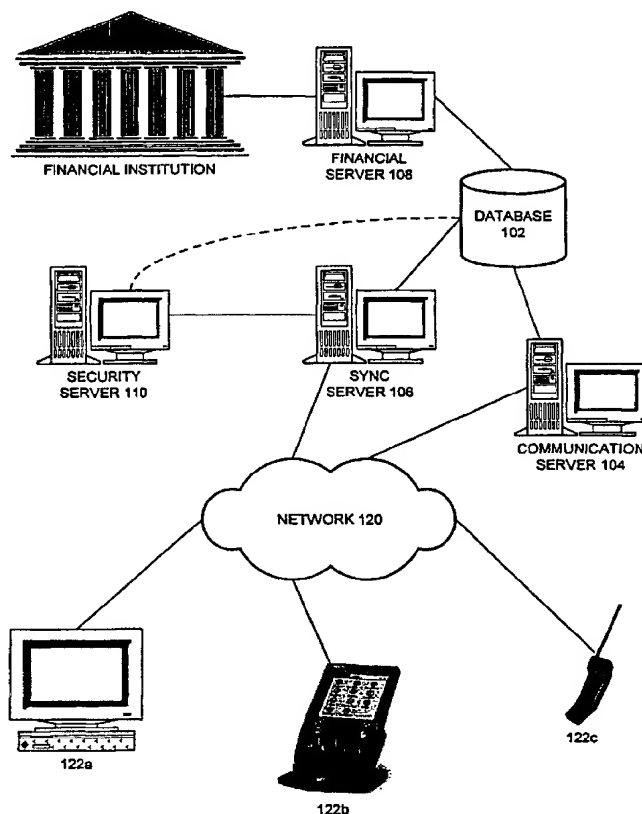 FINANCIAL INSTITUTION
FINANCIAL
SERVER 108
DATABASE
102
SECURITY
SERVER 110
SYNC
SERVER 106
COMMUNICATION
SERVER 104
NETWORK 120
122a
122b
122c